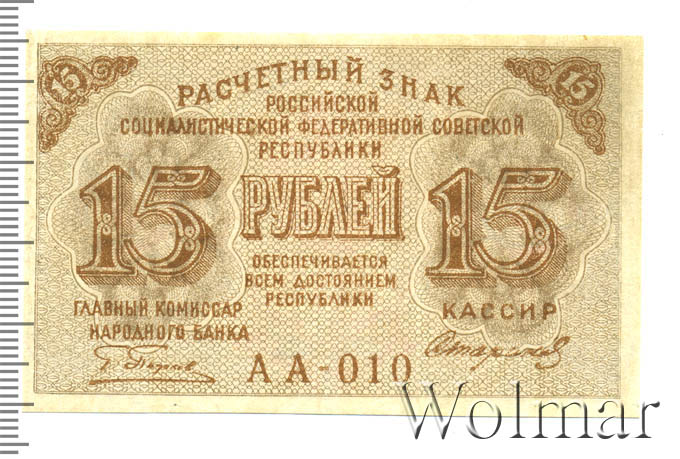 15 15
РАСЧЕТНЫЙ ЗНАК
РОССИЙСКОЙ
СОЦИАЛИСТИЧЕСКОЙ ФЕДЕРАТИВНОЙ СОВЕТСКОЙ
РЕСПУБЛИКИ
15 РУБЛЕЙ 15
ОБЕСПЕЧИВАЕТСЯ
ВСЕМ ДОСТОЯНИЕМ
РЕСПУБЛИКИ
ГЛАВНЫЙ КОМИССАР
НАРОДНОГО БАНКА
КАССИР
АА-010
Wolmar